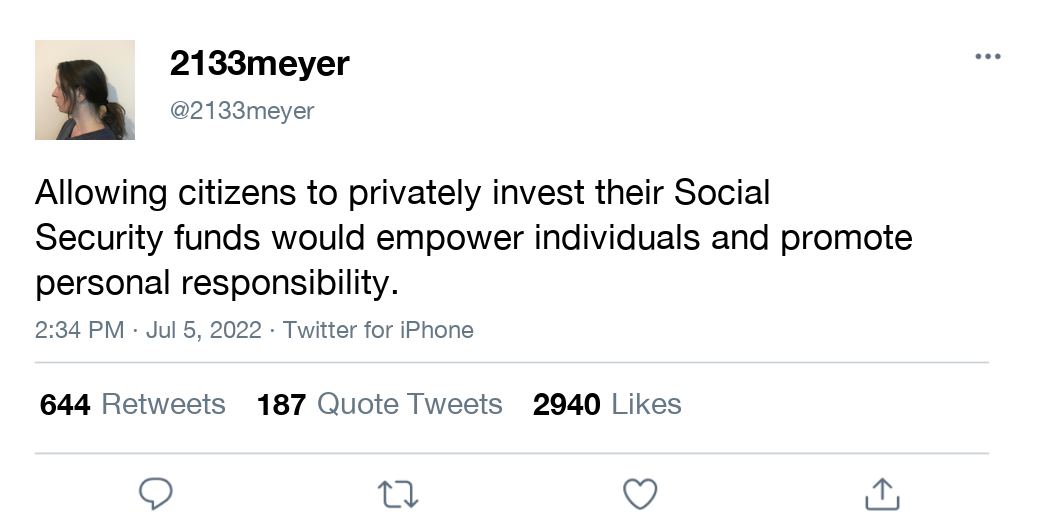 2133meyer
@2133meyer
Allowing citizens to privately invest their Social
Security funds would empower individuals and promote
personal responsibility.
2:34 PM · Jul 5, 2022 · Twitter for iPhone
644 Retweets 187 Quote Tweets 2940 Likes